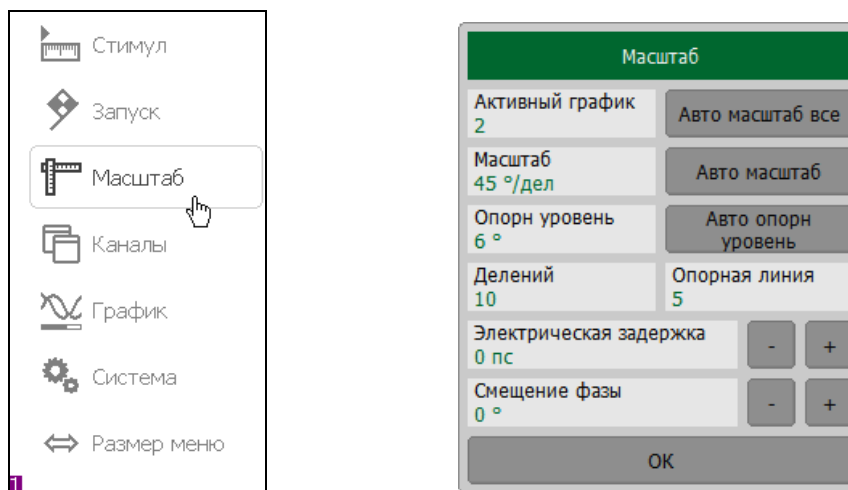 Стимул
Запуск
Масштаб
Каналы
График
Система
Размер меню
1
Масштаб
Активный график
2
Авто масштаб все
Масштаб
45 °/дел
Авто масштаб
Опорн уровень
6 °
Авто опорн
уровень
Делений
10
Опорная линия
5
Электрическая задержка
0 пс
-
+
Смещение фазы
0 °
-
+
ОК